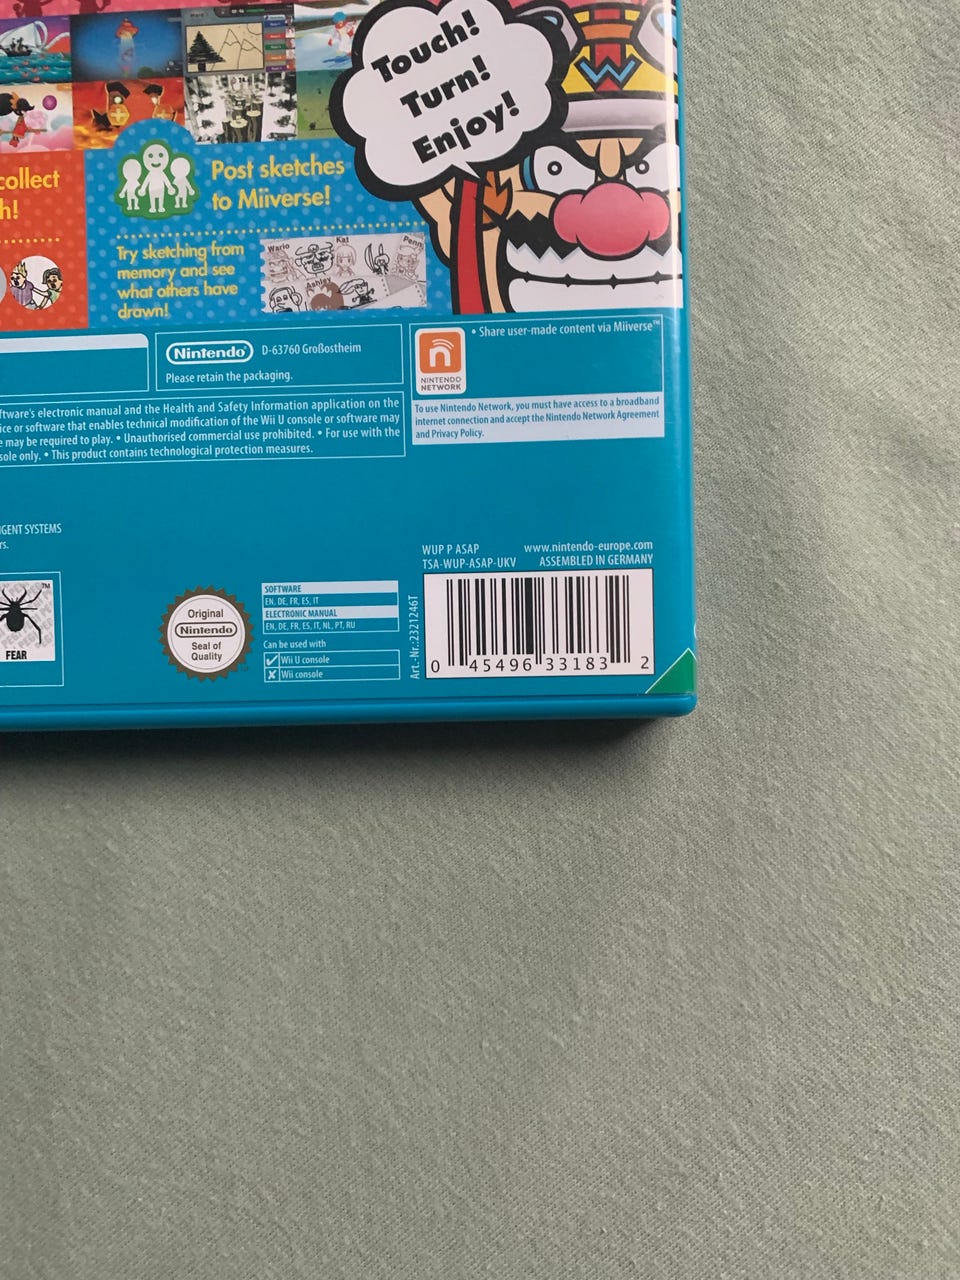 Touch!
Turn!
Enjoy!
collect
h!
Post sketches
to Miiverse!
Try sketching from
memory and see
what others have
drawn!
Wario
Kat
Penny
Ashley
Nintendo®
D-63760 Großostheim
Please retain the packaging.
NINTENDO
NETWORK
• Share user-made content via Miiverse™
To use Nintendo Network, you must have access to a broadband
internet connection and accept the Nintendo Network Agreement
and Privacy Policy.
ftware's electronic manual and the Health and Safety Information application on the
ice or software that enables technical modification of the Wii U console or software may
e may be required to play. • Unauthorised commercial use prohibited. • For use with the
sole only. • This product contains technological protection measures.
IGENT SYSTEMS
rs.
WUP P ASAP
www.nintendo-europe.com
TSA-WUP-ASAP-UKV
ASSEMBLED IN GERMANY
TM
FEAR
Original
Nintendo
Seal of
Quality
SOFTWARE
EN, DE, FR, ES, IT
ELECTRONIC MANUAL
EN, DE, FR, ES, IT, NL, PT, RU
Can be used with
Wii U console
Wii console
Art.-Nr.:2321246T
0 45496 33183 2